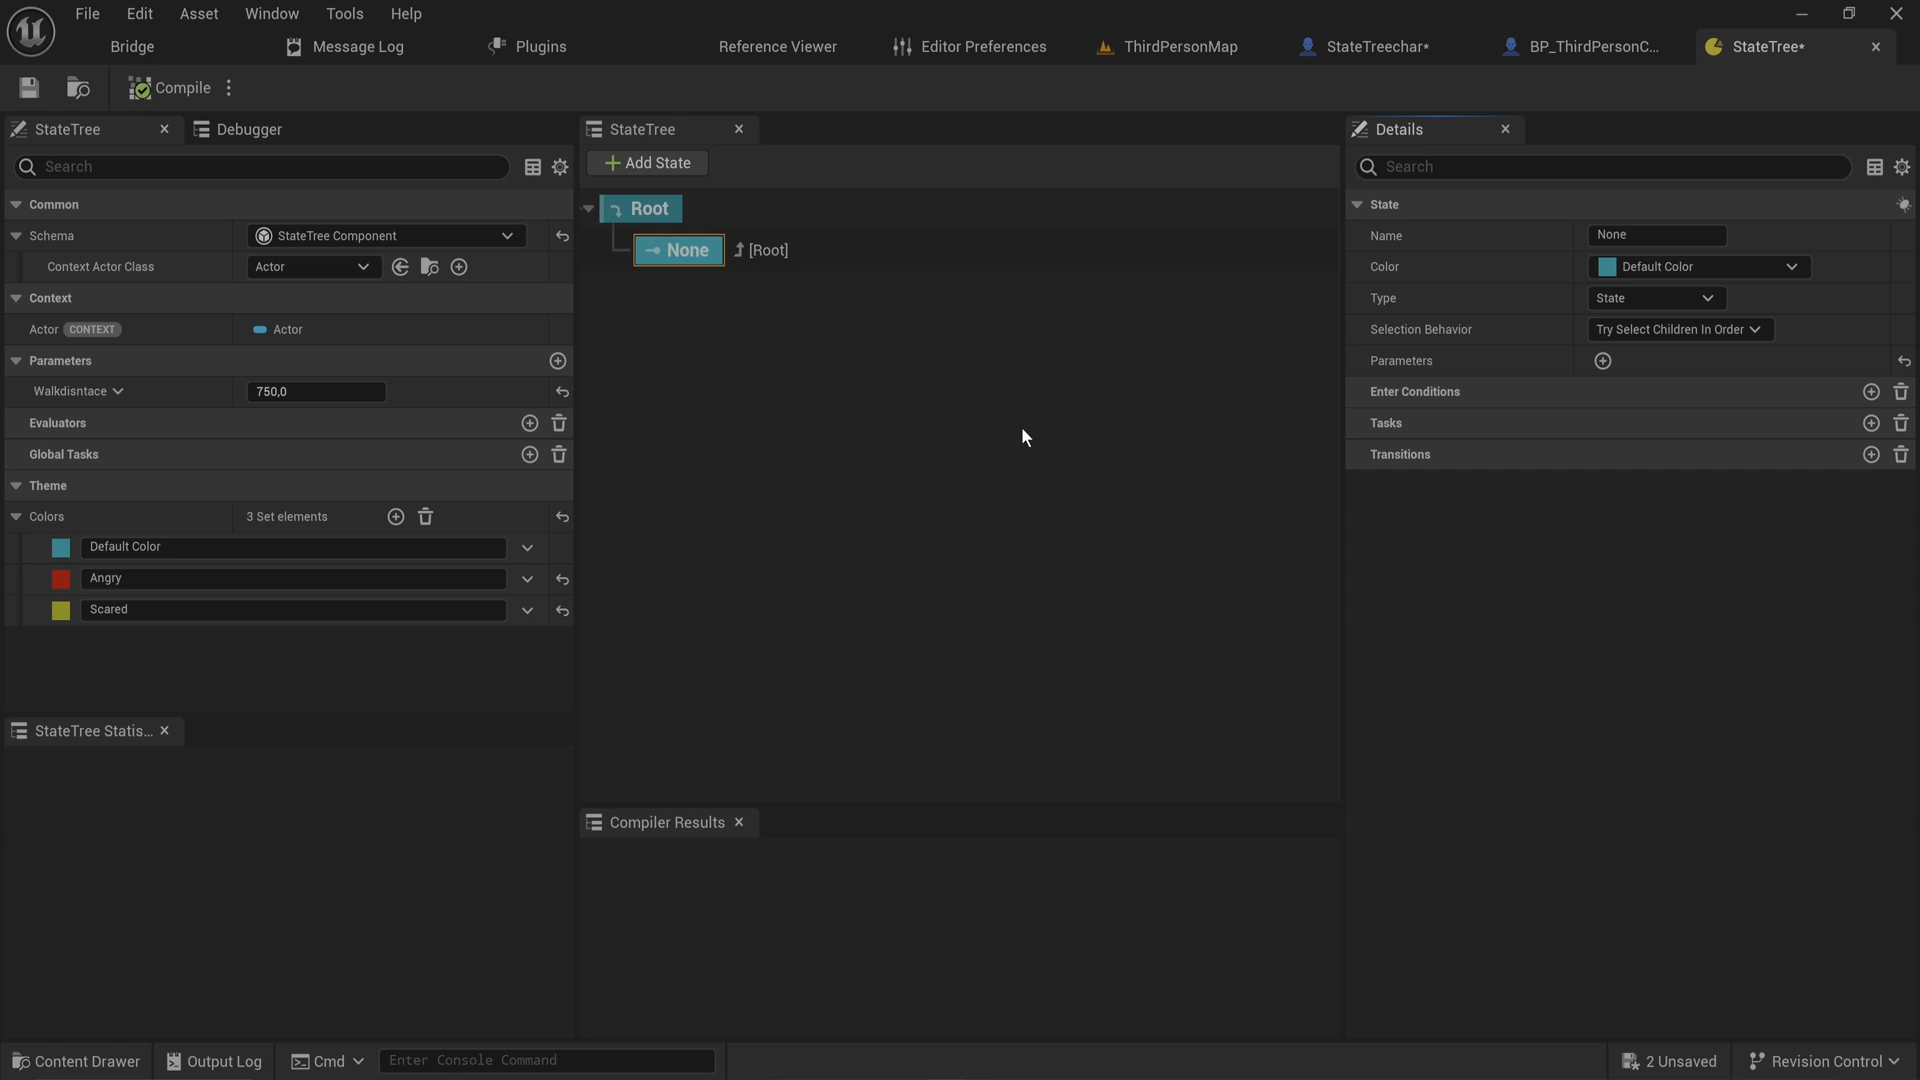 File Edit Asset Window Tools Help
Bridge Message Log Plugins Reference Viewer Editor Preferences ThirdPersonMap StateTreechar* BP_ThirdPersonC... StateTree*
Compile
StateTree Debugger
Search
Common
Schema StateTree Component
Context Actor Class Actor
Context
Actor CONTEXT Actor
Parameters
Walkdisntace 750,0
Evaluators
Global Tasks
Theme
Colors 3 Set elements
Default Color
Angry
Scared
StateTree Statis...
StateTree
Add State
Root
None [Root]
Compiler Results
Details
Search
State
Name None
Color Default Color
Type State
Selection Behavior Try Select Children In Order
Parameters
Enter Conditions
Tasks
Transitions
Content Drawer Output Log Cmd Enter Console Command 2 Unsaved Revision Control